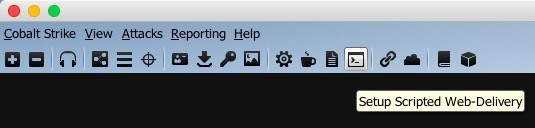 Cobalt Strike View Attacks Reporting Help
Setup Scripted Web-Delivery